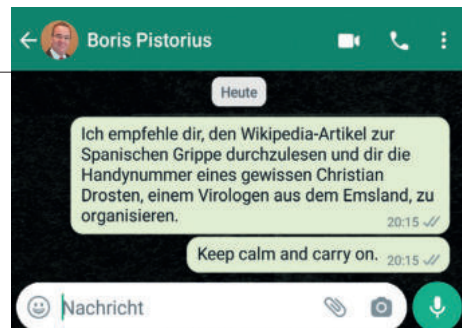 Boris Pistorius
Heute
Ich empfehle dir, den Wikipedia-Artikel zur
Spanischen Grippe durchzulesen und dir die
Handynummer eines gewissen Christian
Drosten, einem Virologen aus dem Emsland, zu
organisieren.
20:15
Keep calm and carry on. 20:15
Nachricht